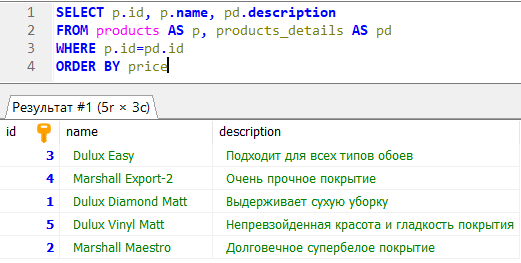 1 SELECT p.id, p.name, pd.description
2 FROM products AS p, products_details AS pd
3 WHERE p.id=pd.id
4 ORDER BY price
Результат #1 (5r × 3c)
id name description
3 Dulux Easy Подходит для всех типов обоев
4 Marshall Export-2 Очень прочное покрытие
1 Dulux Diamond Matt Выдерживает сухую уборку
5 Dulux Vinyl Matt Непревзойденная красота и гладкость покрытия
2 Marshall Maestro Долговечное супербелое покрытие